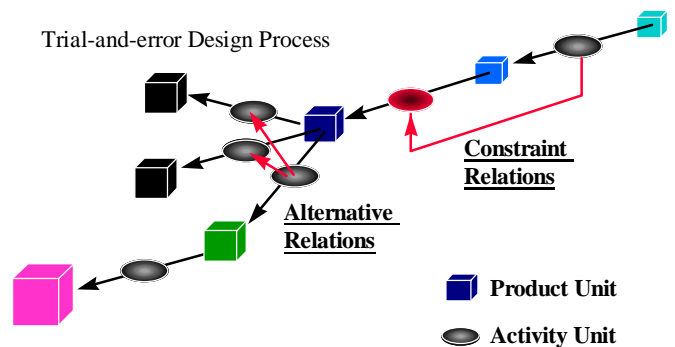 Trial-and-error Design Process
Constraint
Relations
Alternative
Relations
Product Unit
Activity Unit